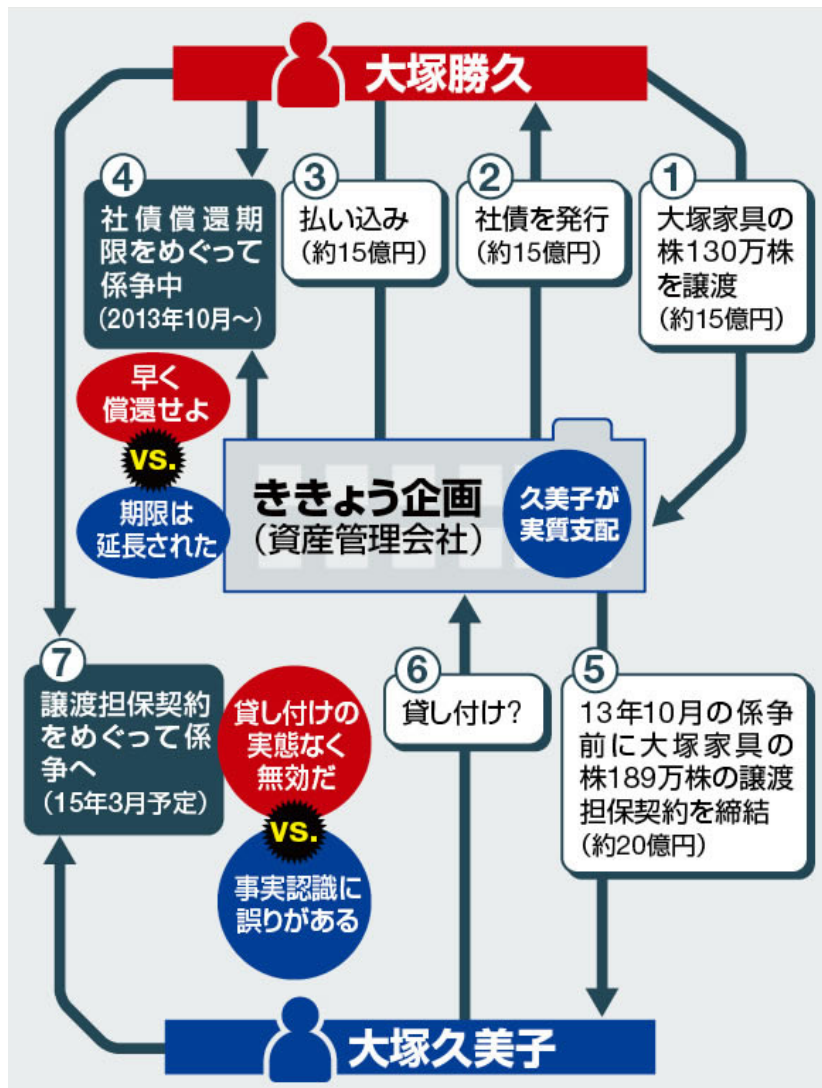 大塚勝久
④
社債償還期
限をめぐって
係争中
(2013年10月～)
③
払い込み
(約15億円)
②
社債を発行
(約15億円)
①
大塚家具の
株130万株
を譲渡
(約15億円)
早く
償還せよ
VS.
期限は
延長された
ききょう企画
(資産管理会社)
久美子が
実質支配
⑦
譲渡担保契約
をめぐって係
争へ
(15年3月予定)
貸し付けの
実態なく
無効だ
VS.
事実認識に
誤りがある
⑥
貸し付け?
⑤
13年10月の係争
前に大塚家具の
株189万株の譲渡
担保契約を締結
(約20億円)
大塚久美子